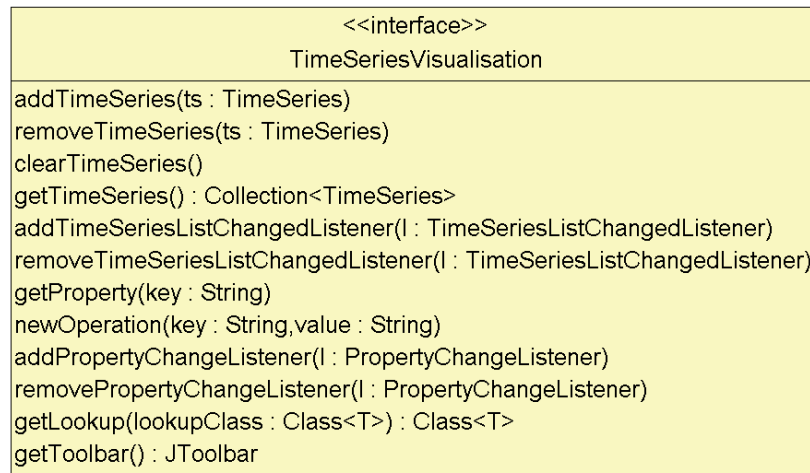 <<interface>>
TimeSeriesVisualisation
addTimeSeries(ts : TimeSeries)
removeTimeSeries(ts : TimeSeries)
clearTimeSeries()
getTimeSeries() : Collection<TimeSeries>
addTimeSeriesListChangedListener(l : TimeSeriesListChangedListener)
removeTimeSeriesListChangedListener(l : TimeSeriesListChangedListener)
getProperty(key : String)
newOperation(key : String,value : String)
addPropertyChangeListener(l : PropertyChangeListener)
removePropertyChangeListener(l : PropertyChangeListener)
getLookup(lookupClass : Class<T>) : Class<T>
getToolbar() : JToolbar